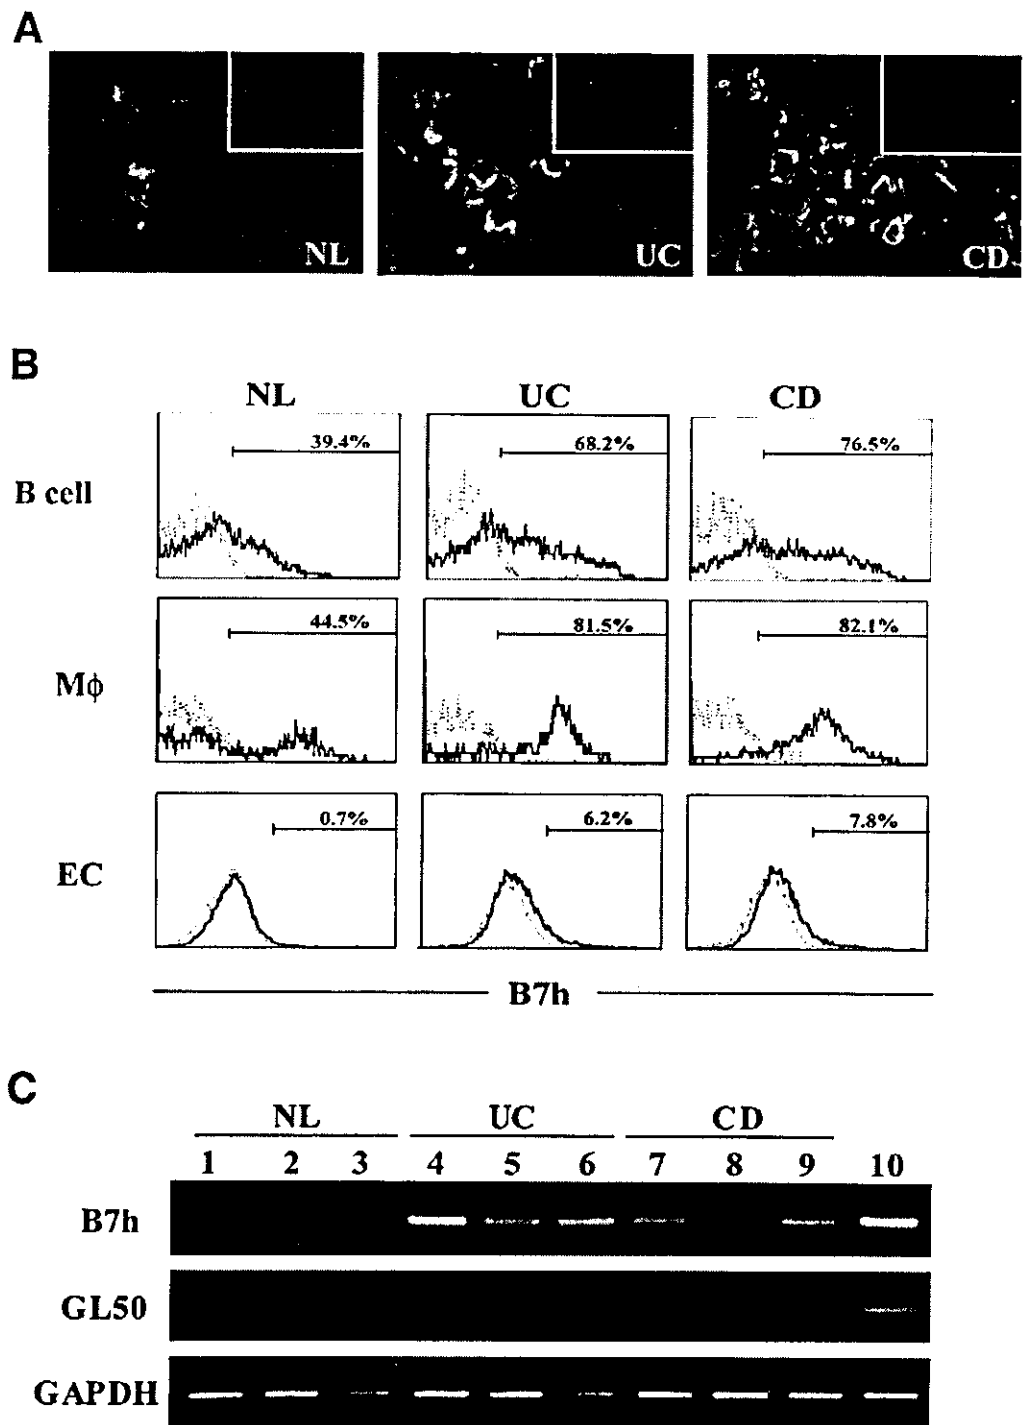 A
NL UC CD
B
NL UC CD
B cell 39.4% 68.2% 76.5%
Mϕ 44.5% 81.5% 82.1%
EC 0.7% 6.2% 7.8%
B7h
C
NL UC CD
1 2 3 4 5 6 7 8 9 10
B7h
GL50
GAPDH